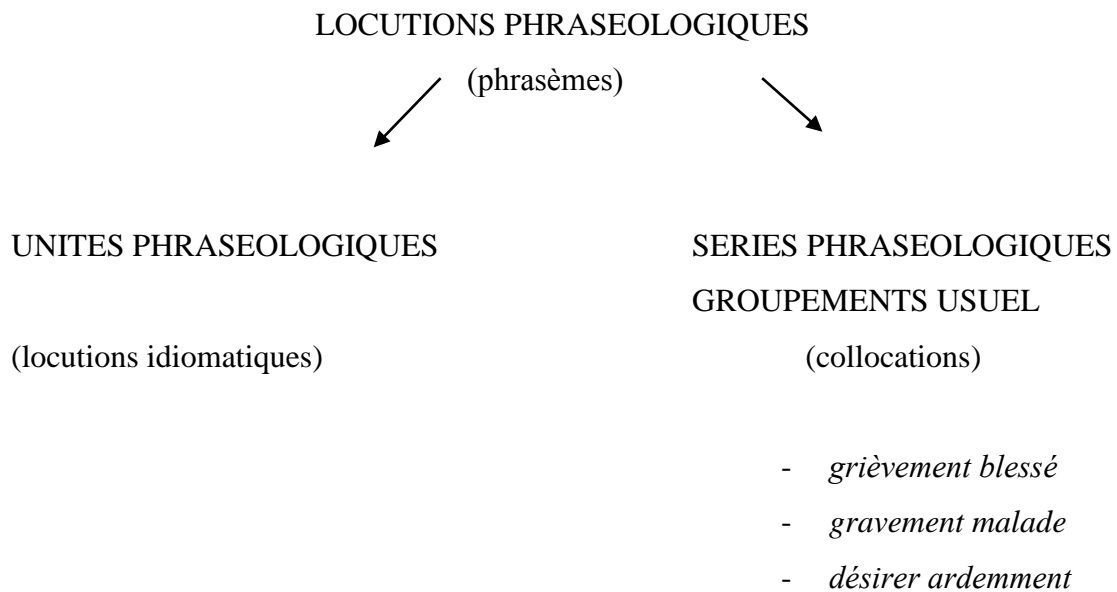 LOCUTIONS PHRASEOLOGIQUES
(phrasèmes)
UNITES PHRASEOLOGIQUES
(locutions idiomatiques)
SERIES PHRASEOLOGIQUES
GROUPEMENTS USUEL
(collocations)
- grièvement blessé
- gravement malade
- désirer ardemment